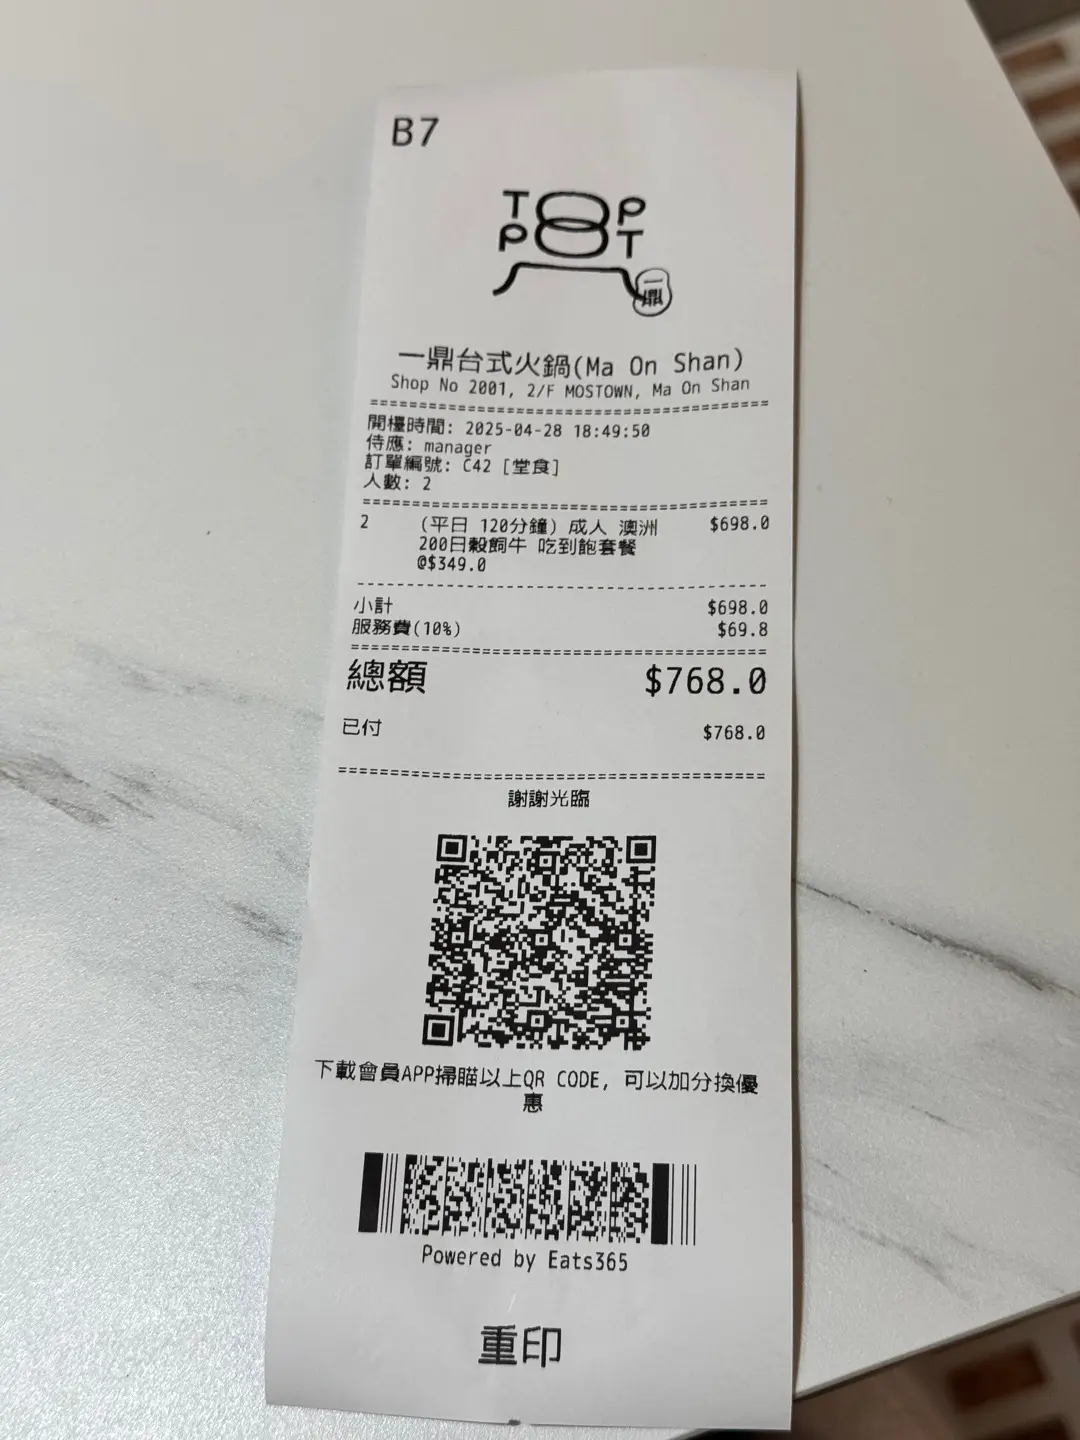 B7
TOP
POT
一鼎
一鼎台式火鍋(Ma On Shan)
Shop No 2001, 2/F MOSTOWN, Ma On Shan
開檯時間: 2025-04-28 18:49:50
侍應: manager
訂單編號: C42 [堂食]
人數: 2
2 (平日 120分鐘) 成人 澳洲 $698.0
200日穀飼牛 吃到飽套餐
@$349.0
小計 $698.0
服務費(10%) $69.8
總額 $768.0
已付 $768.0
謝謝光臨
下載會員APP掃瞄以上QR CODE, 可以加分換優
惠
Powered by Eats365
重印